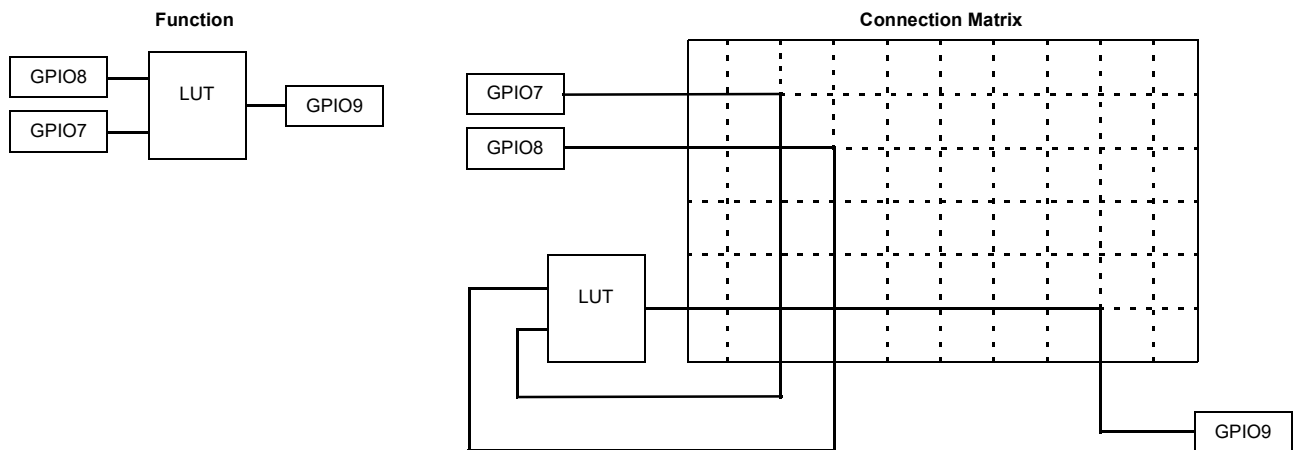 Function
GPIO8
GPIO7
LUT
GPIO9
Connection Matrix
GPIO7
GPIO8
LUT
GPIO9